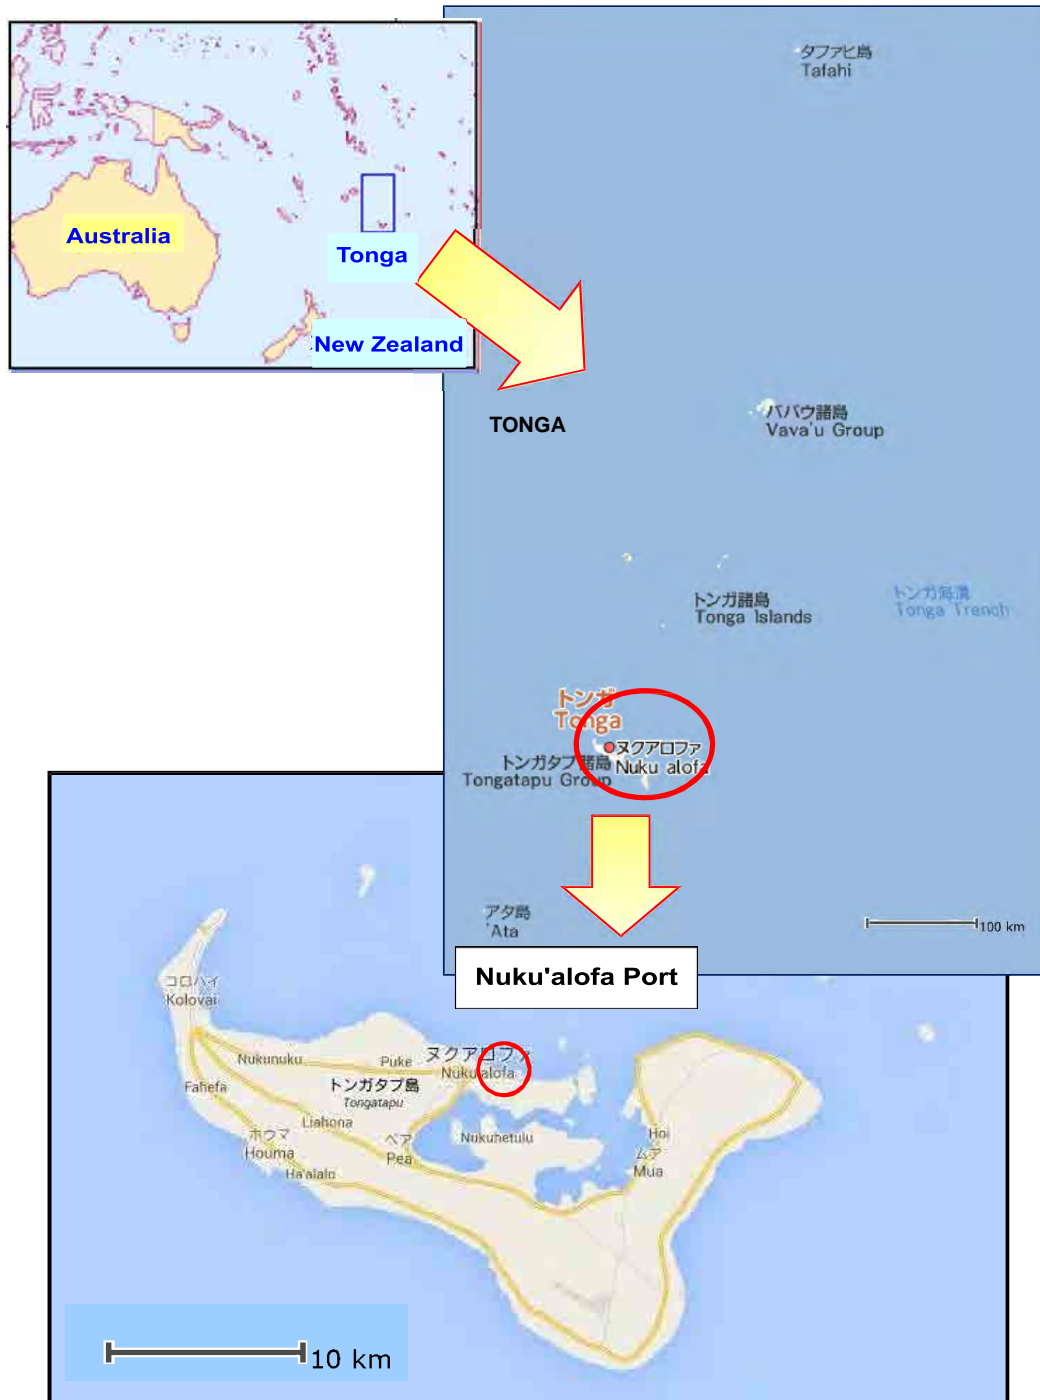 Australia
Tonga
New Zealand
タファヒ島
Tafahi
TONGA
ババウ諸島
Vava'u Group
トンガ諸島
Tonga Islands
トンガ海溝
Tonga Trench
トンガ
Tonga
ヌクアロファ
Nuku alofa
トンガタプ諸島
Tongatapu Group
アタ島
'Ata
100 km
Nuku'alofa Port
コロバイ
Kolovai
Nukunuku
Puke
ヌクアロファ
Nuku'alofa
Fahefa
トンガタプ島
Tongatapu
Liahona
ホウマ
Houma
ペア
Pea
Nukuhetulu
Hoi
ムア
Mua
Ha'alalo
10 km